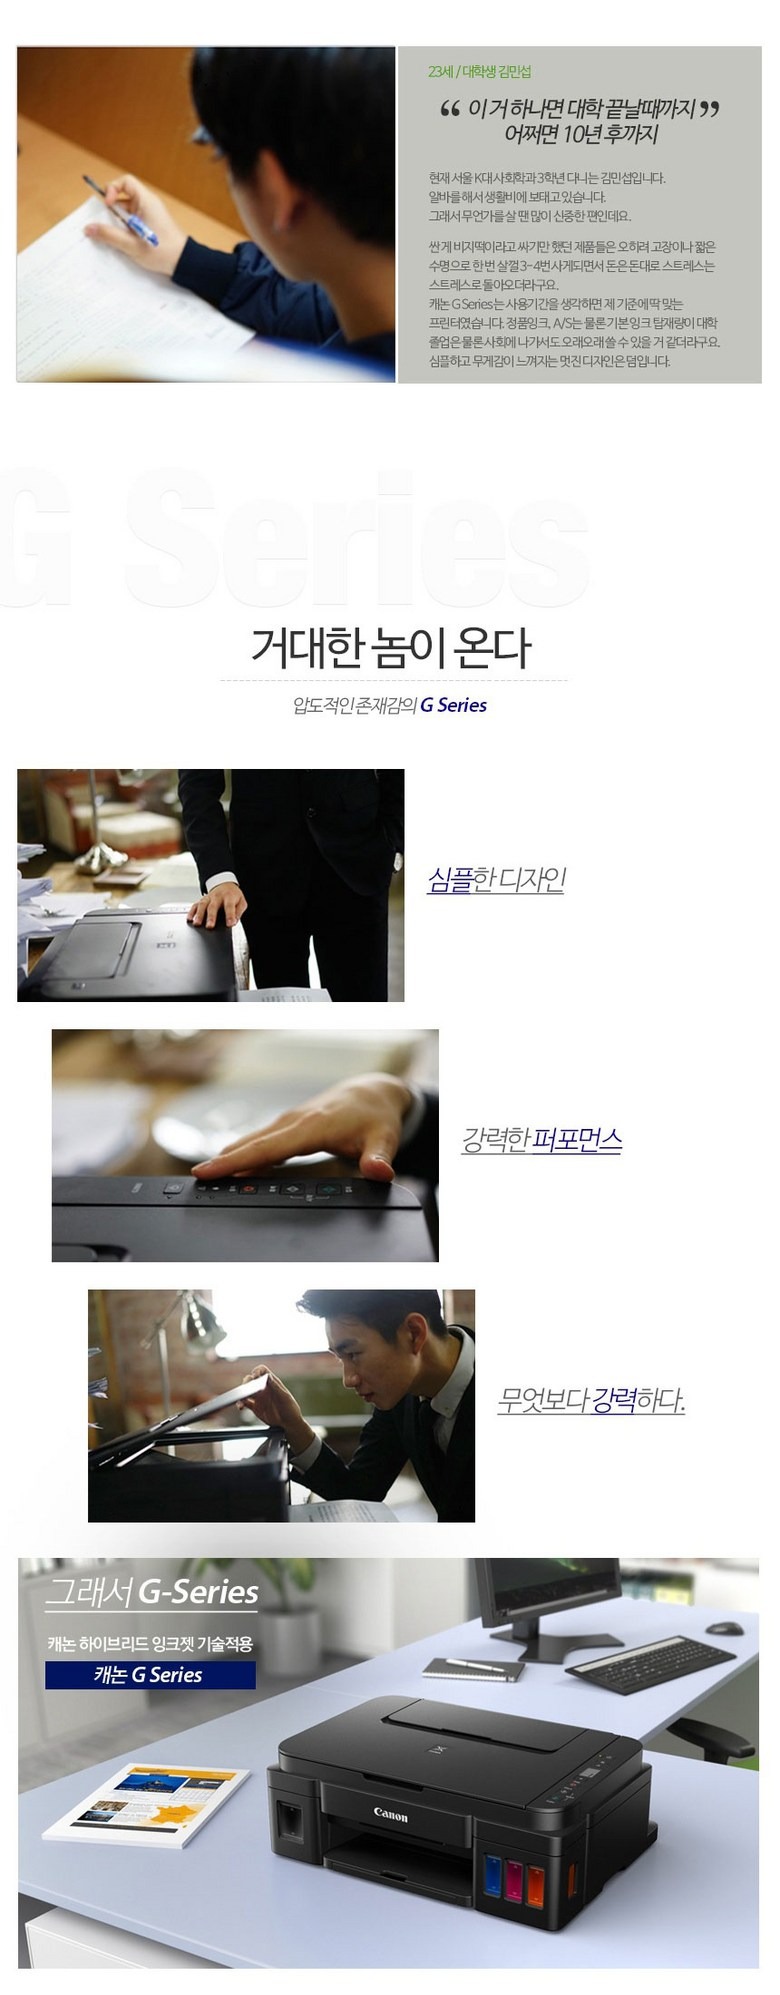 23세 / 대학생 김민섭
“ 이 거 하나면 대학 끝날때까지 ”
어쩌면 10년 후까지
현재 서울 K대 사회학과 3학년 다니는 김민섭입니다.
알바를 해서 생활비에 보태고 있습니다.
그래서 무언가를 살 땐 많이 신중한 편인데요.
싼 게 비지떡이라고 싸기만 했던 제품들은 오히려 고장이나 짧은
수명으로 한 번 살껄 3~4번 사게되면서 돈은 돈대로 스트레스는
스트레스로 돌아오더라구요.
캐논 G Series는 사용기간을 생각하면 제 기준에 딱 맞는
프린터였습니다. 정품잉크, A/S는 물론 기본 잉크 탑재량이 대학
졸업은 물론 사회에 나가서도 오래오래 쓸 수 있을 거 같더라구요.
심플하고 무게감이 느껴지는 멋진 디자인은 덤입니다.
G Series
거대한 놈이 온다
압도적인 존재감의 G Series
심플한 디자인
강력한 퍼포먼스
무엇보다 강력하다.
그래서 G-Series
캐논 하이브리드 잉크젯 기술적용
캐논 G Series
Canon